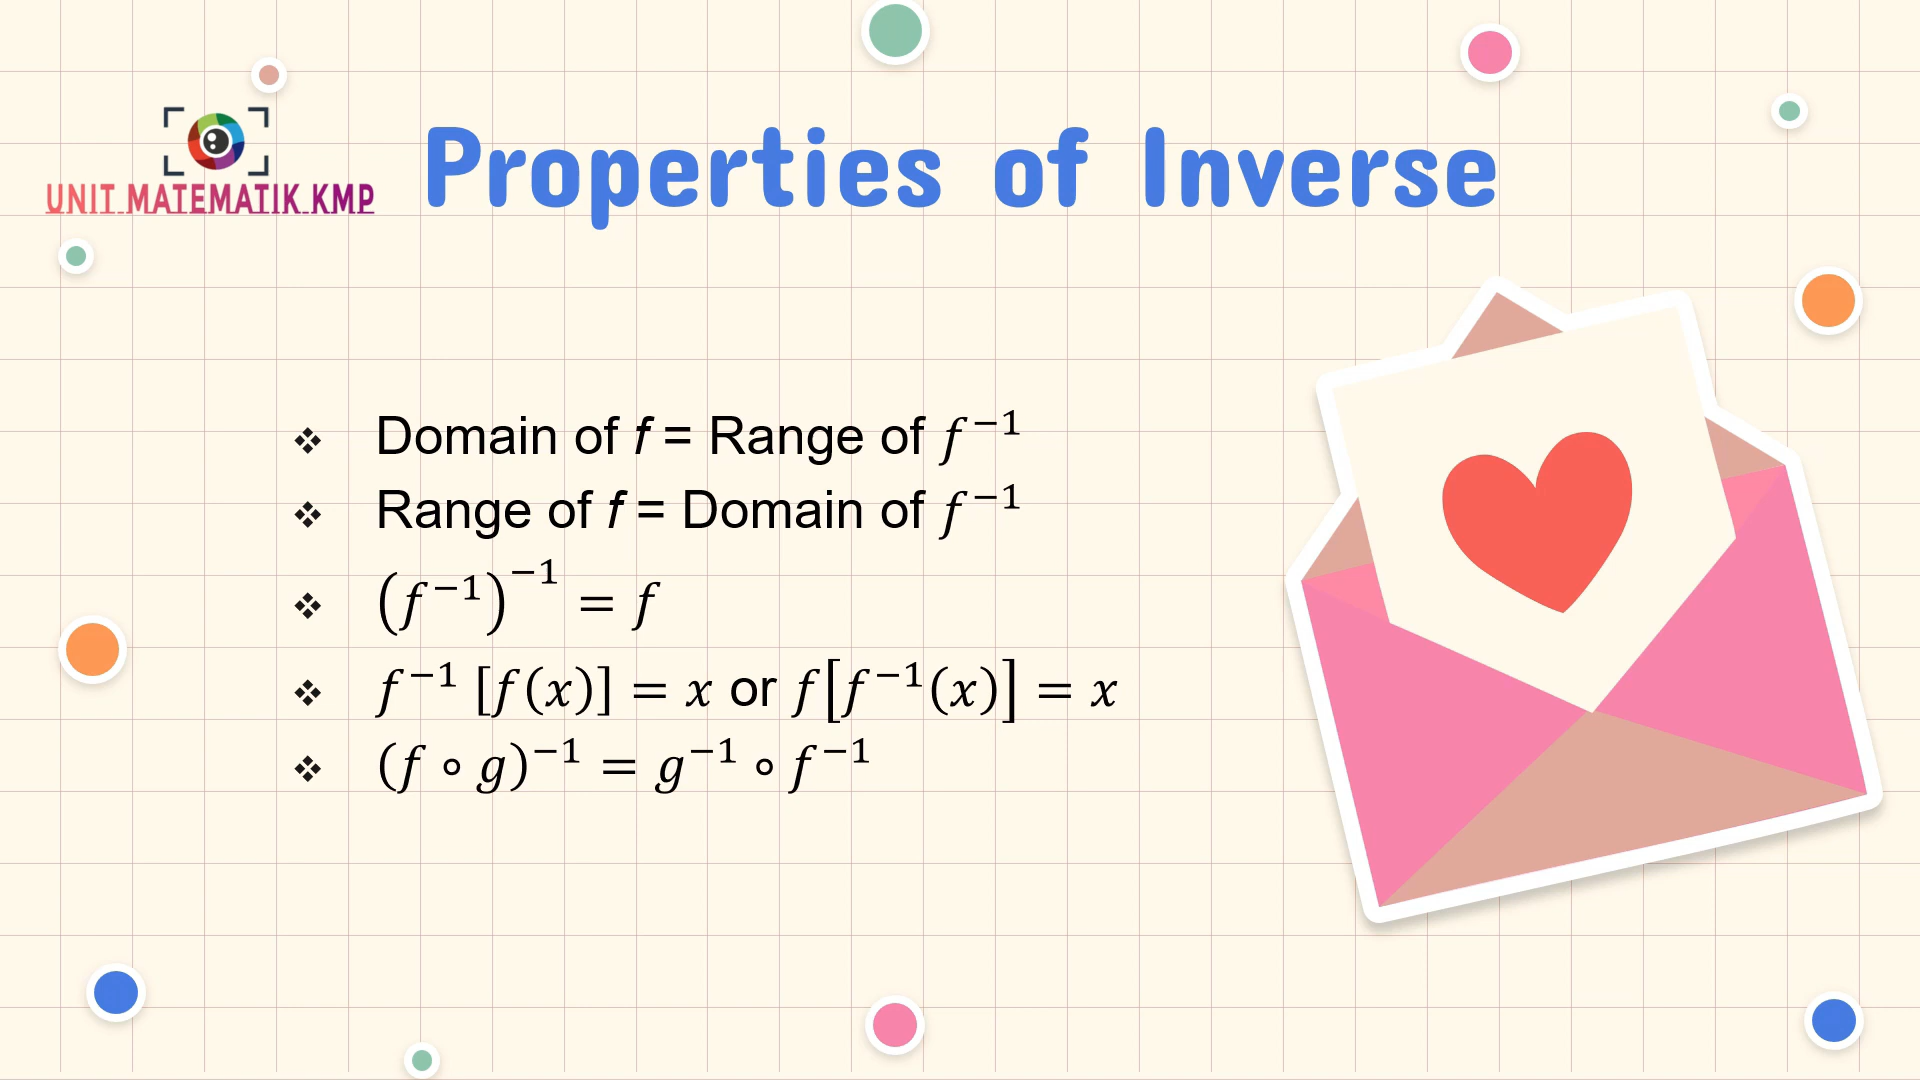 UNIT MATEMATIK KMP
Properties of Inverse
❖ Domain of f = Range of f⁻¹
❖ Range of f = Domain of f⁻¹
❖ (f⁻¹)⁻¹ = f
❖ f⁻¹ [f(x)] = x or f[f⁻¹(x)] = x
❖ (f ∘ g)⁻¹ = g⁻¹ ∘ f⁻¹